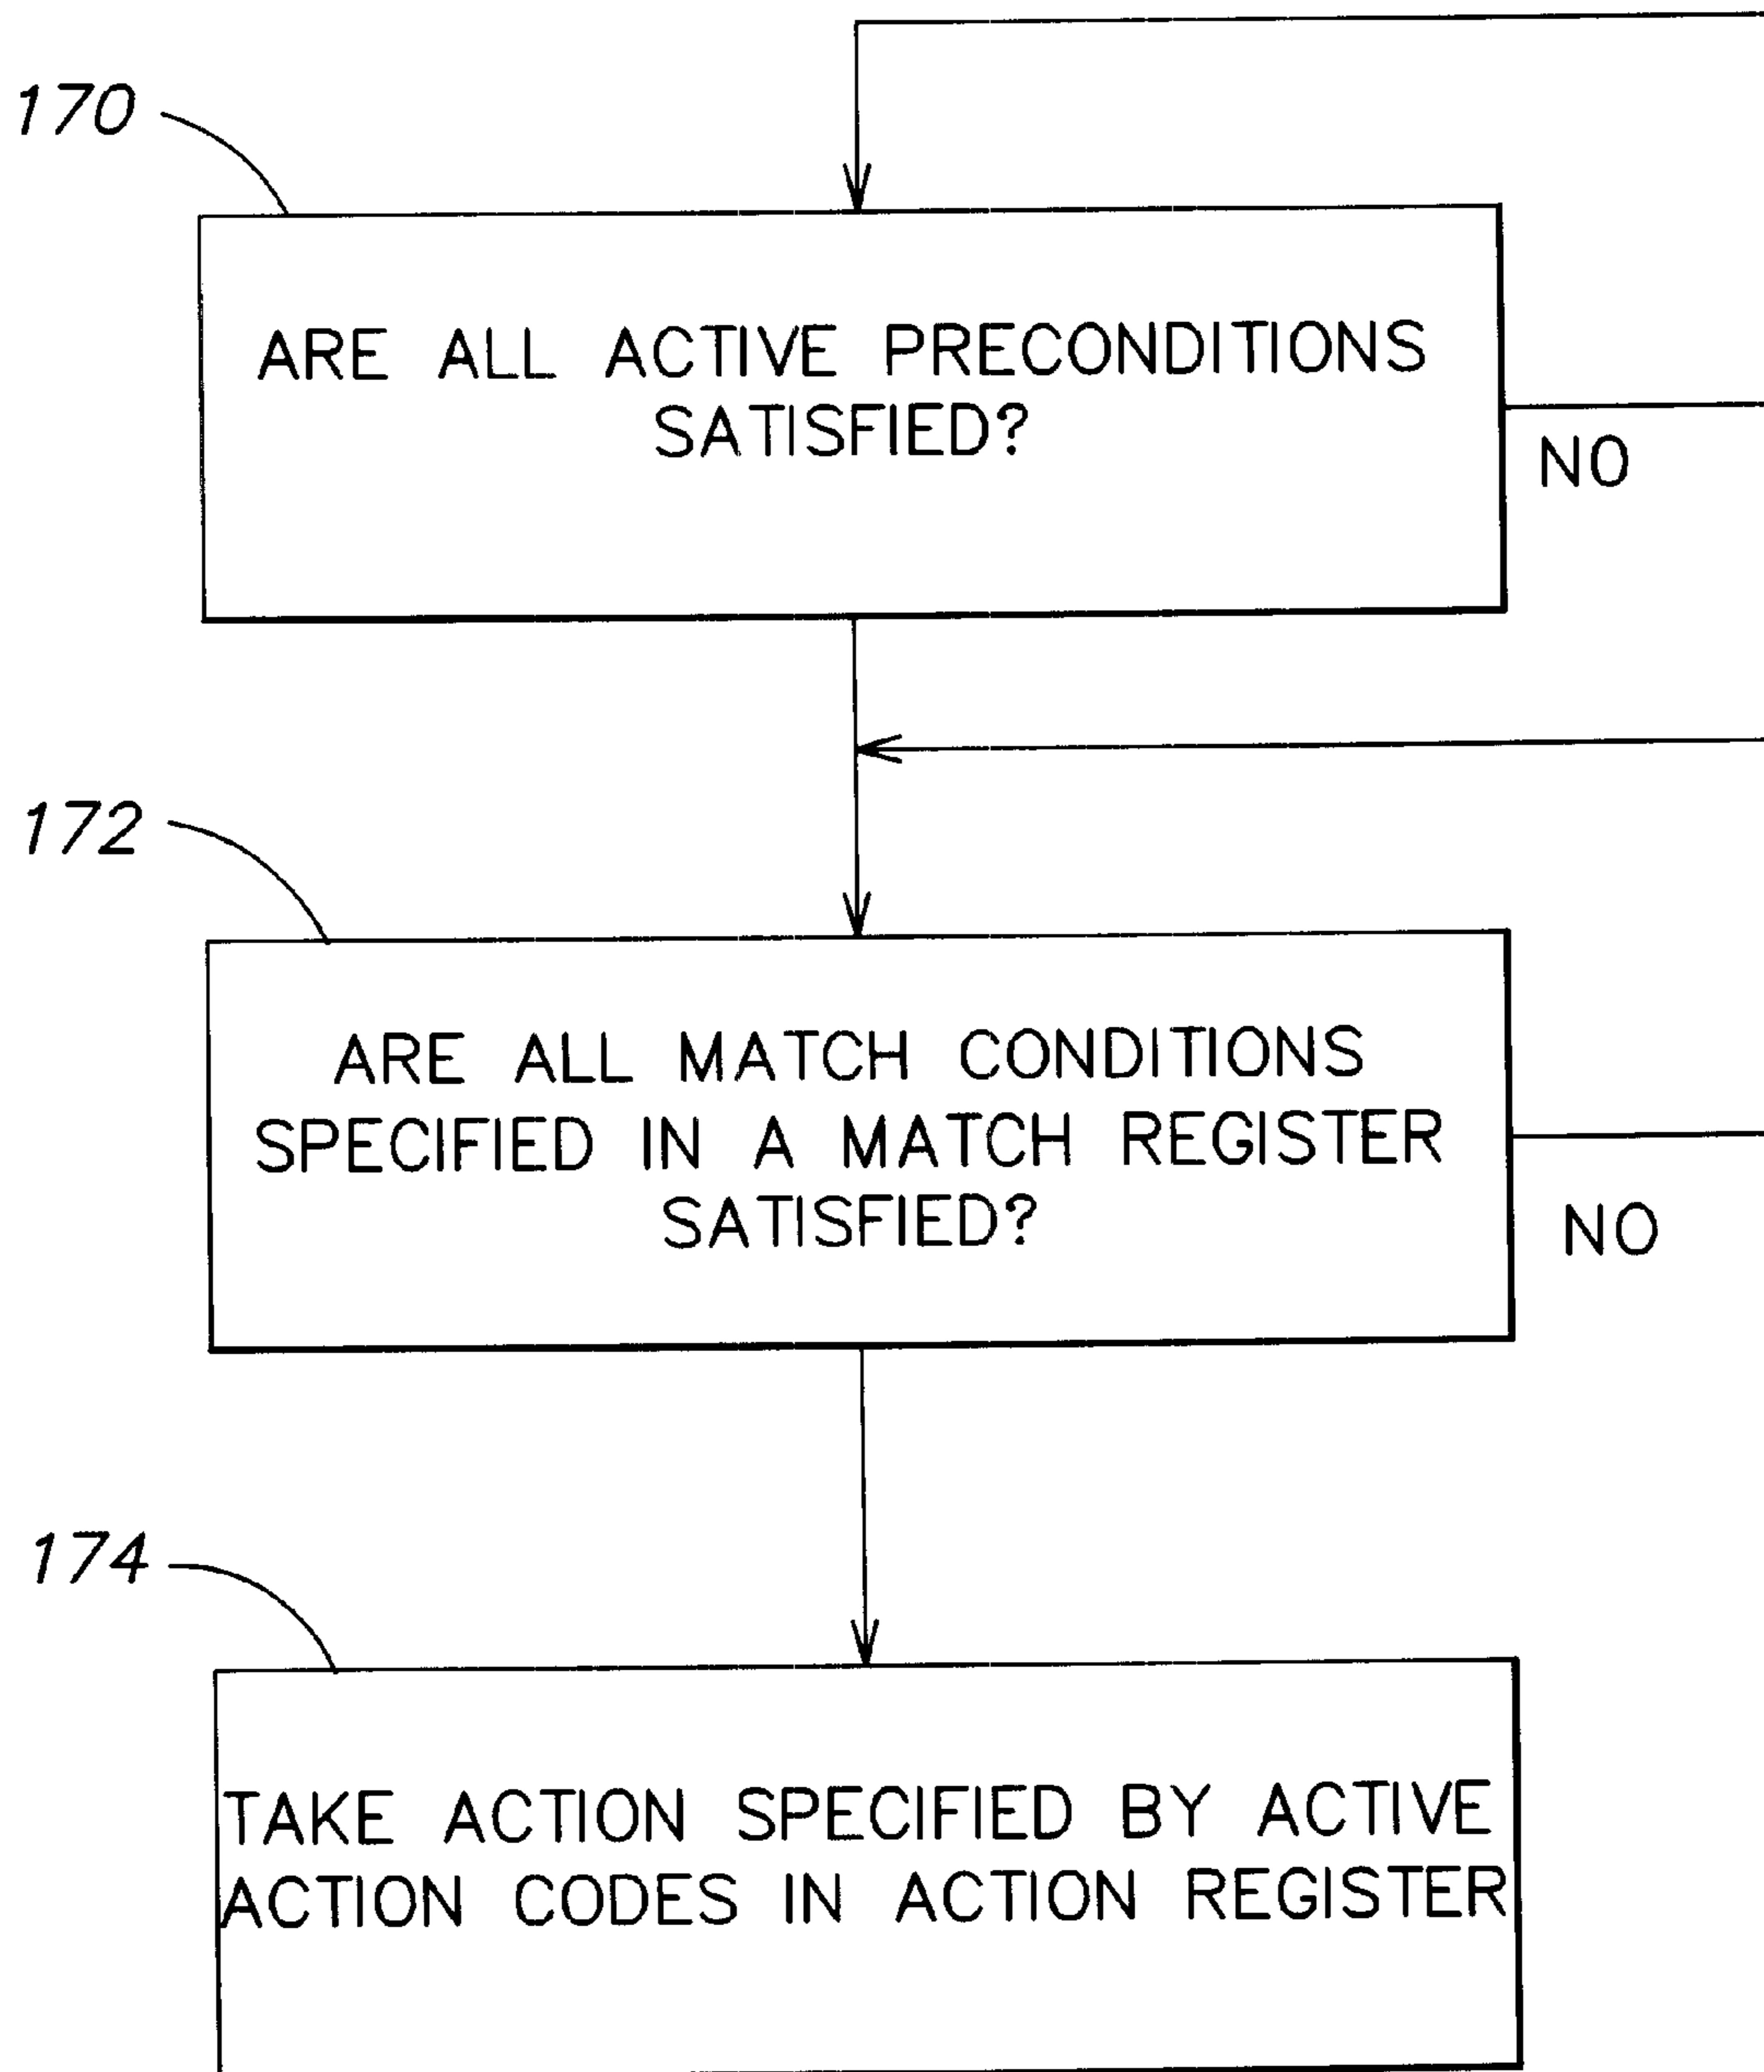 170
ARE ALL ACTIVE PRECONDITIONS
SATISFIED?
NO
172
ARE ALL MATCH CONDITIONS
SPECIFIED IN A MATCH REGISTER
SATISFIED?
NO
174
TAKE ACTION SPECIFIED BY ACTIVE
ACTION CODES IN ACTION REGISTER